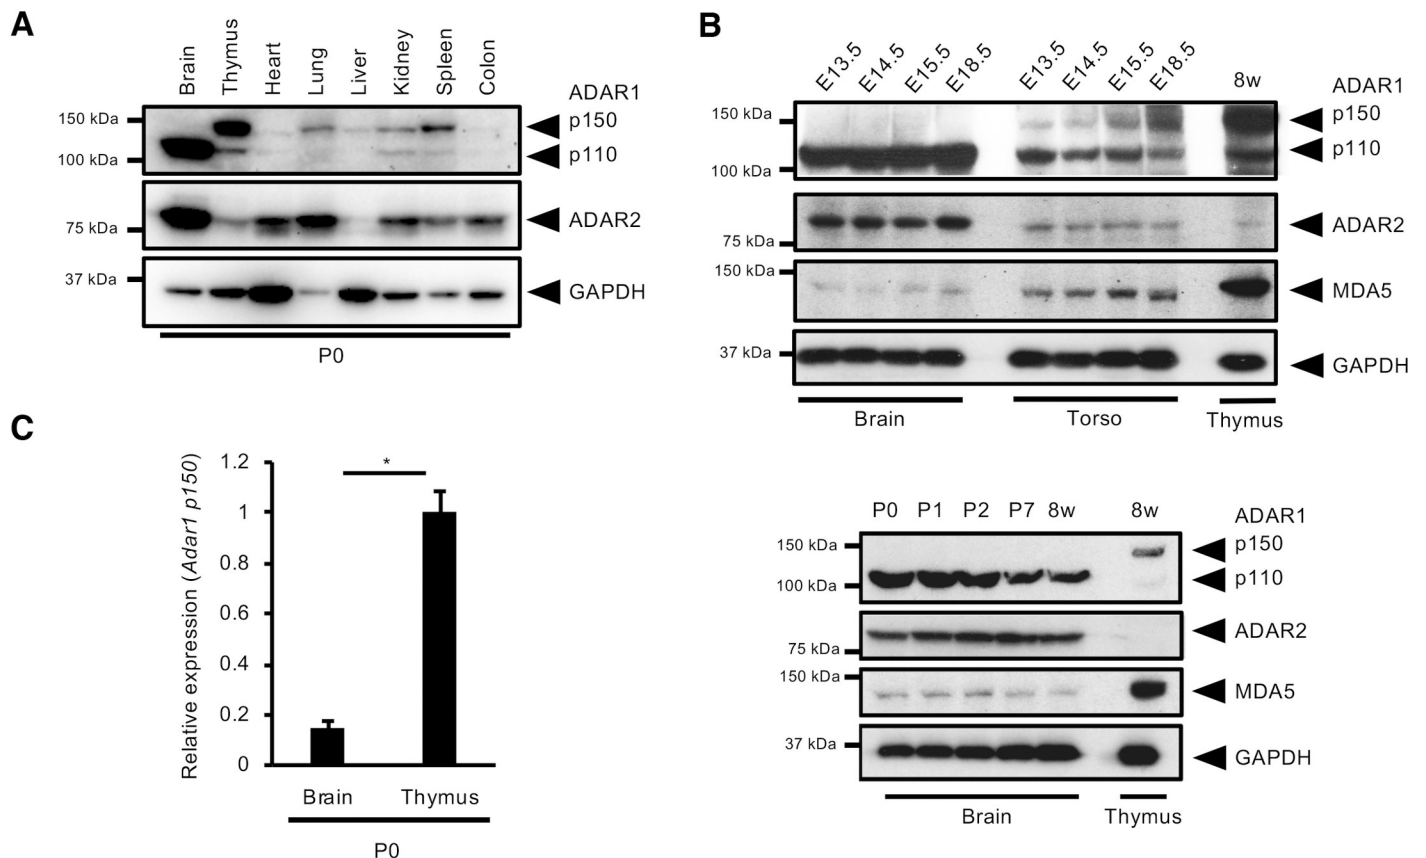 A
Brain Thymus Heart Lung Liver Kidney Spleen Colon
ADAR1
150 kDa p150
100 kDa p110
ADAR2
75 kDa
37 kDa
GAPDH
P0
B
E13.5 E14.5 E15.5 E18.5 E13.5 E14.5 E15.5 E18.5 8w
ADAR1
150 kDa p150
p110
100 kDa
ADAR2
75 kDa
150 kDa
MDA5
37 kDa
GAPDH
Brain Torso Thymus
P0 P1 P2 P7 8w 8w
ADAR1
150 kDa p150
100 kDa p110
ADAR2
75 kDa
150 kDa
MDA5
37 kDa
GAPDH
Brain Thymus
C
Relative expression (Adar1 p150)
1.2
*
1
0.8
0.6
0.4
0.2
0
Brain Thymus
P0